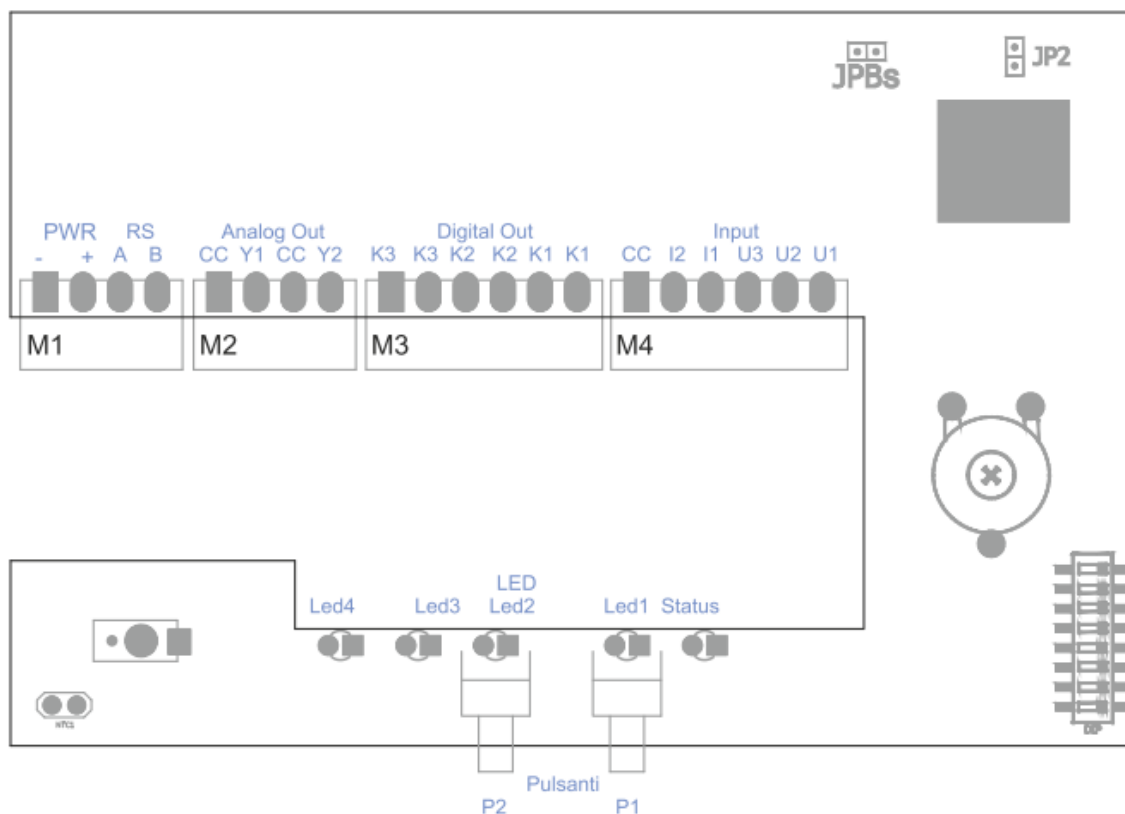 JPBs
JP2
PWR RS
- + A B
Analog Out
CC Y1 CC Y2
Digital Out
K3 K3 K2 K2 K1 K1
Input
CC I2 I1 U3 U2 U1
M1
M2
M3
M4
LED
Led4 Led3 Led2 Led1 Status
NTC1
DIP
Pulsanti
P2 P1